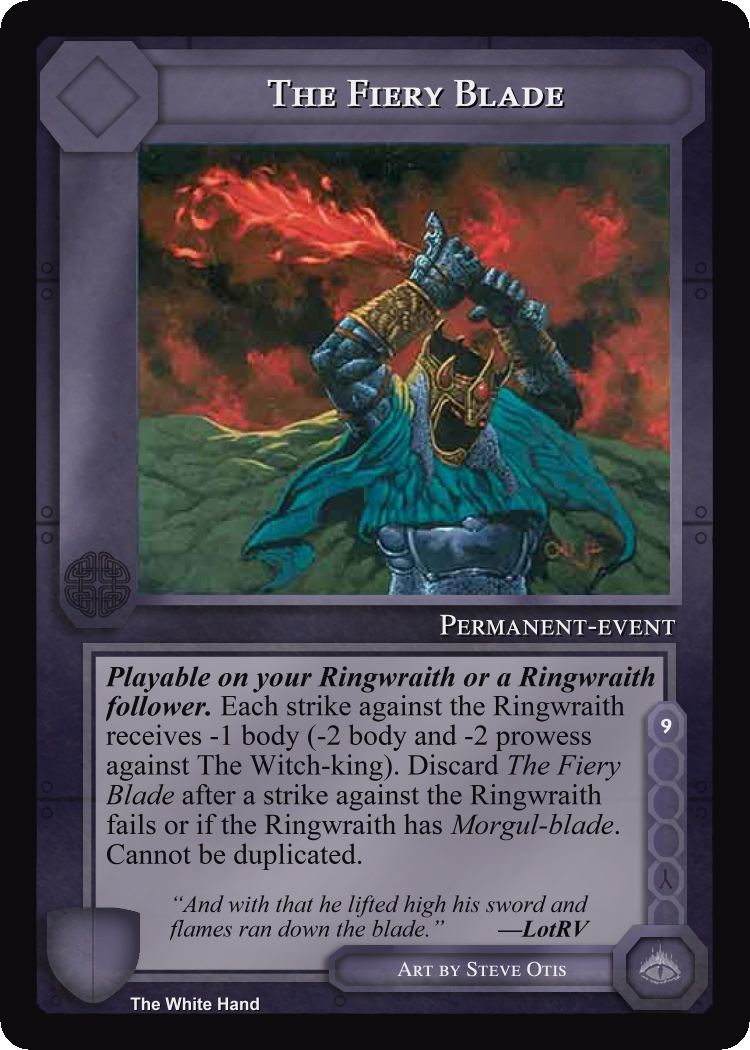 The Fiery Blade
Permanent-event
Playable on your Ringwraith or a Ringwraith
follower. Each strike against the Ringwraith
receives -1 body (-2 body and -2 prowess
against The Witch-king). Discard The Fiery
Blade after a strike against the Ringwraith
fails or if the Ringwraith has Morgul-blade.
Cannot be duplicated.
9
“And with that he lifted high his sword and
flames ran down the blade.” —LotRV
Art by Steve Otis
The White Hand